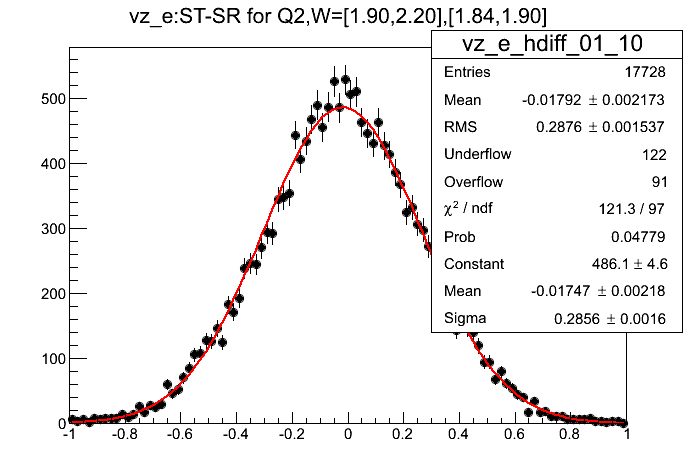 vz_e:ST-SR for Q2,W=[1.90,2.20],[1.84,1.90]
vz_e_hdiff_01_10
Entries 17728
Mean -0.01792 ± 0.002173
RMS 0.2876 ± 0.001537
Underflow 122
Overflow 91
χ² / ndf 121.3 / 97
Prob 0.04779
Constant 486.1 ± 4.6
Mean -0.01747 ± 0.00218
Sigma 0.2856 ± 0.0016
500
400
300
200
100
0
-1 -0.8 -0.6 -0.4 -0.2 0 0.2 0.4 0.6 0.8 1